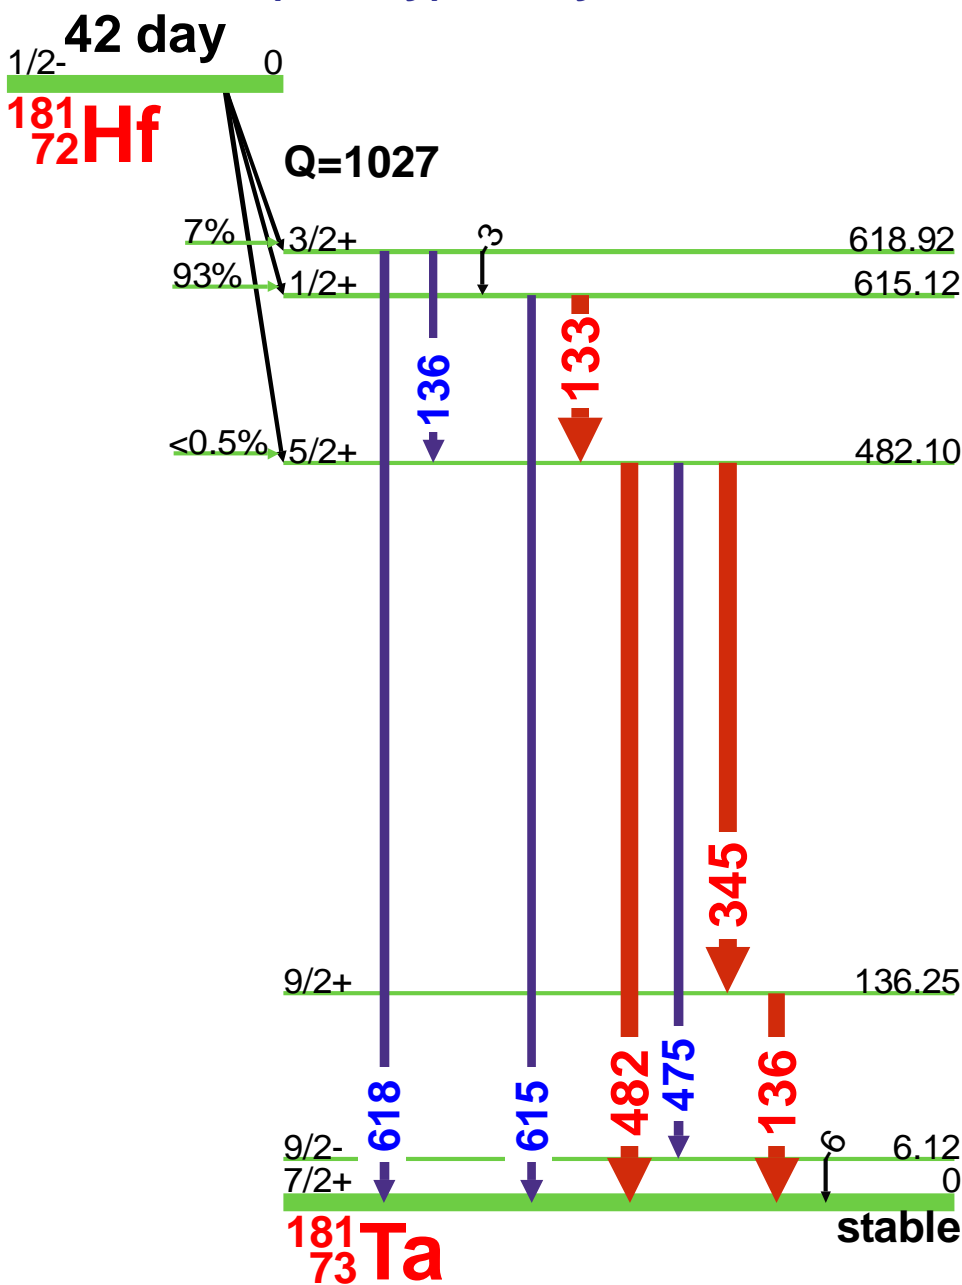 42 day
1/2- 0
181
72 Hf
Q=1027
7% 3/2+ 3 618.92
93% 1/2+ 615.12
133
136
<0.5% 5/2+ 482.10
345
9/2+ 136.25
618 615 482 475 136
9/2- 6 6.12
7/2+ 0
stable
181
73 Ta